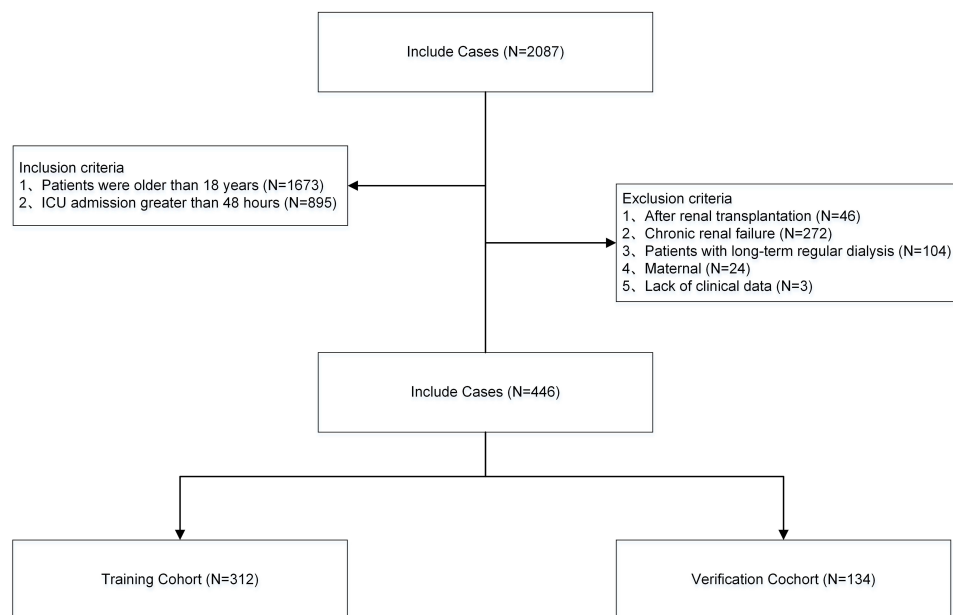 Include Cases (N=2087)
Inclusion criteria
1、Patients were older than 18 years (N=1673)
2、ICU admission greater than 48 hours (N=895)
Exclusion criteria
1、After renal transplantation (N=46)
2、Chronic renal failure (N=272)
3、Patients with long-term regular dialysis (N=104)
4、Maternal (N=24)
5、Lack of clinical data (N=3)
Include Cases (N=446)
Training Cohort (N=312)
Verification Cochort (N=134)